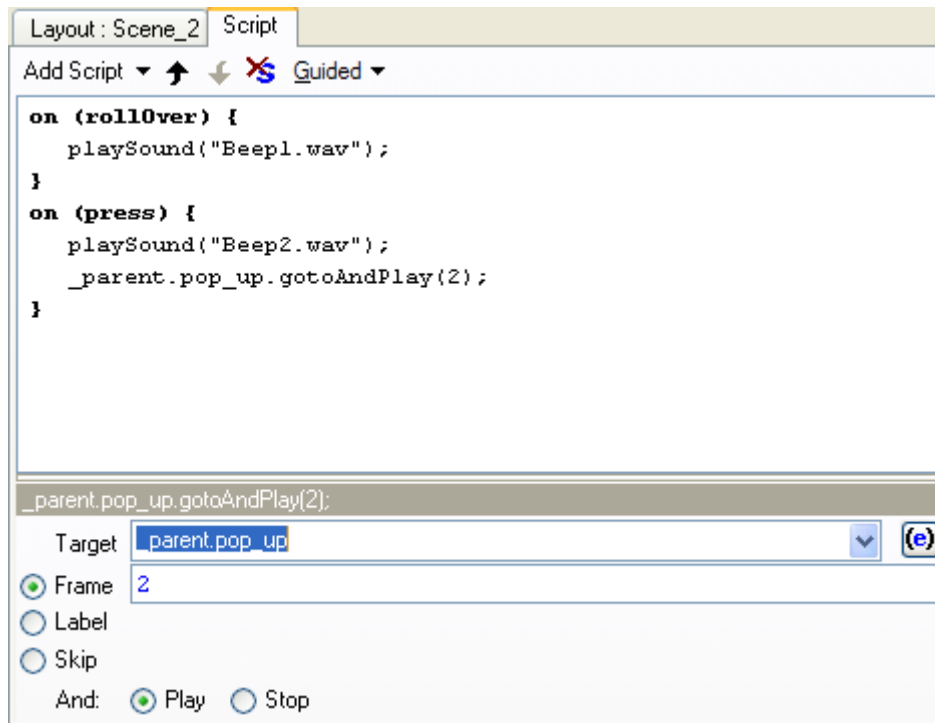 Layout : Scene_2 Script
Add Script Guided
on (rollOver) {
playSound("Beep1.wav");
}
on (press) {
playSound("Beep2.wav");
_parent.pop_up.gotoAndPlay(2);
}
_parent.pop_up.gotoAndPlay(2);
Target _parent.pop_up (e)
Frame 2
Label
Skip
And: Play Stop